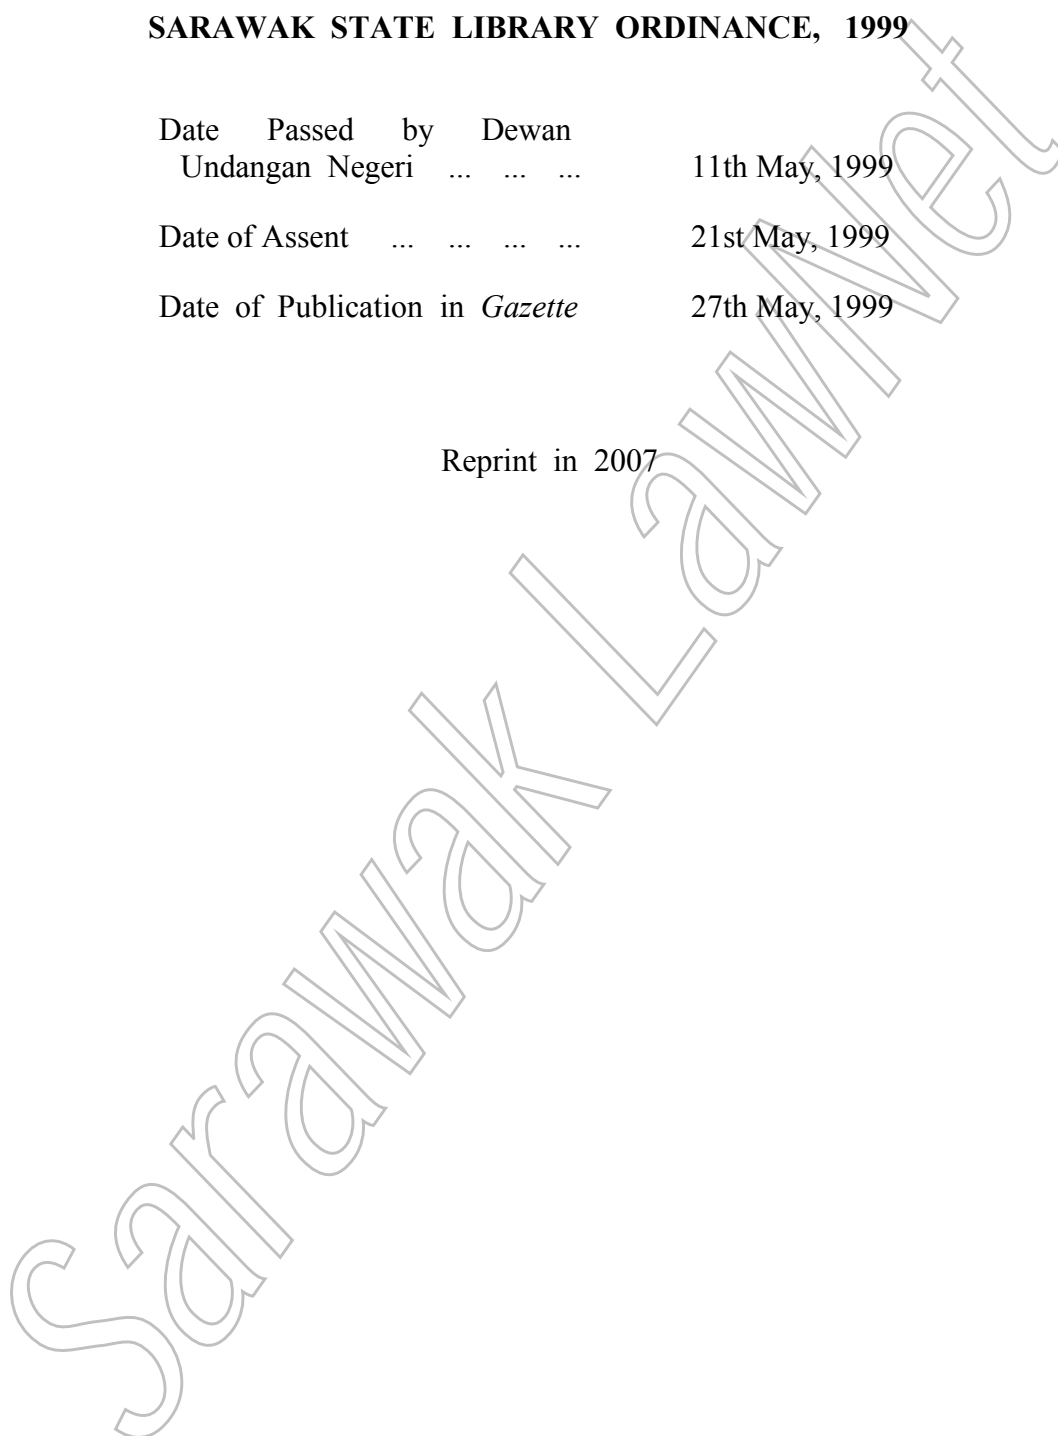 SARAWAK STATE LIBRARY ORDINANCE, 1999
Date Passed by Dewan
Undangan Negeri ... ... ... 11th May, 1999
Date of Assent ... ... ... ... 21st May, 1999
Date of Publication in Gazette 27th May, 1999
Reprint in 2007
Sarawak LawNet